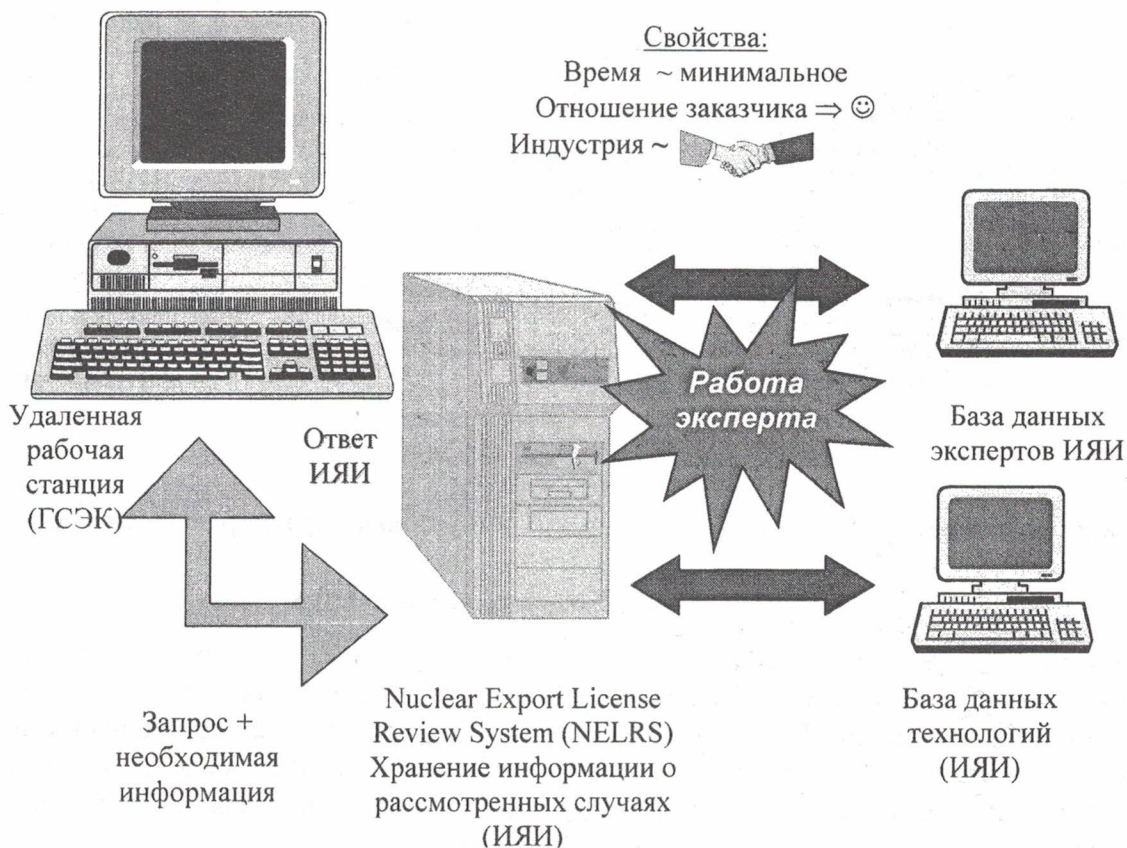 Свойства:
Время ~ минимальное
Отношение заказчика ⇒ ☺
Индустрия ~
Работа
эксперта
Удаленная
рабочая
станция
(ГСЭК)
Ответ
ИЯИ
База данных
экспертов ИЯИ
Запрос +
необходимая
информация
Nuclear Export License
Review System (NELRS)
Хранение информации о
рассмотренных случаях
(ИЯИ)
База данных
технологий
(ИЯИ)